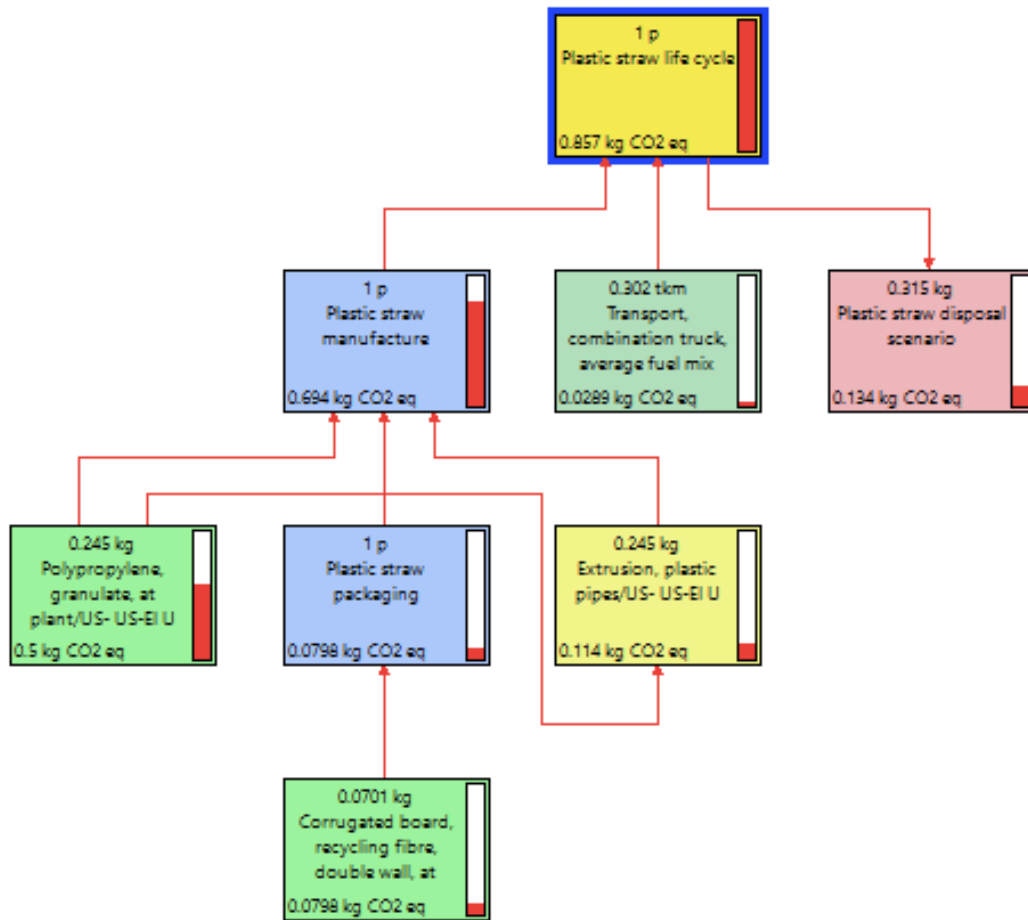 1 p
Plastic straw life cycle
0.857 kg CO2 eq
1 p
Plastic straw
manufacture
0.694 kg CO2 eq
0.302 tkm
Transport,
combination truck,
average fuel mix
0.0289 kg CO2 eq
0.315 kg
Plastic straw disposal
scenario
0.134 kg CO2 eq
0.245 kg
Polypropylene,
granulate, at
plant/US- US-EI U
0.5 kg CO2 eq
1 p
Plastic straw
packaging
0.0798 kg CO2 eq
0.245 kg
Extrusion, plastic
pipes/US- US-EI U
0.114 kg CO2 eq
0.0701 kg
Corrugated board,
recycling fibre,
double wall, at
0.0798 kg CO2 eq